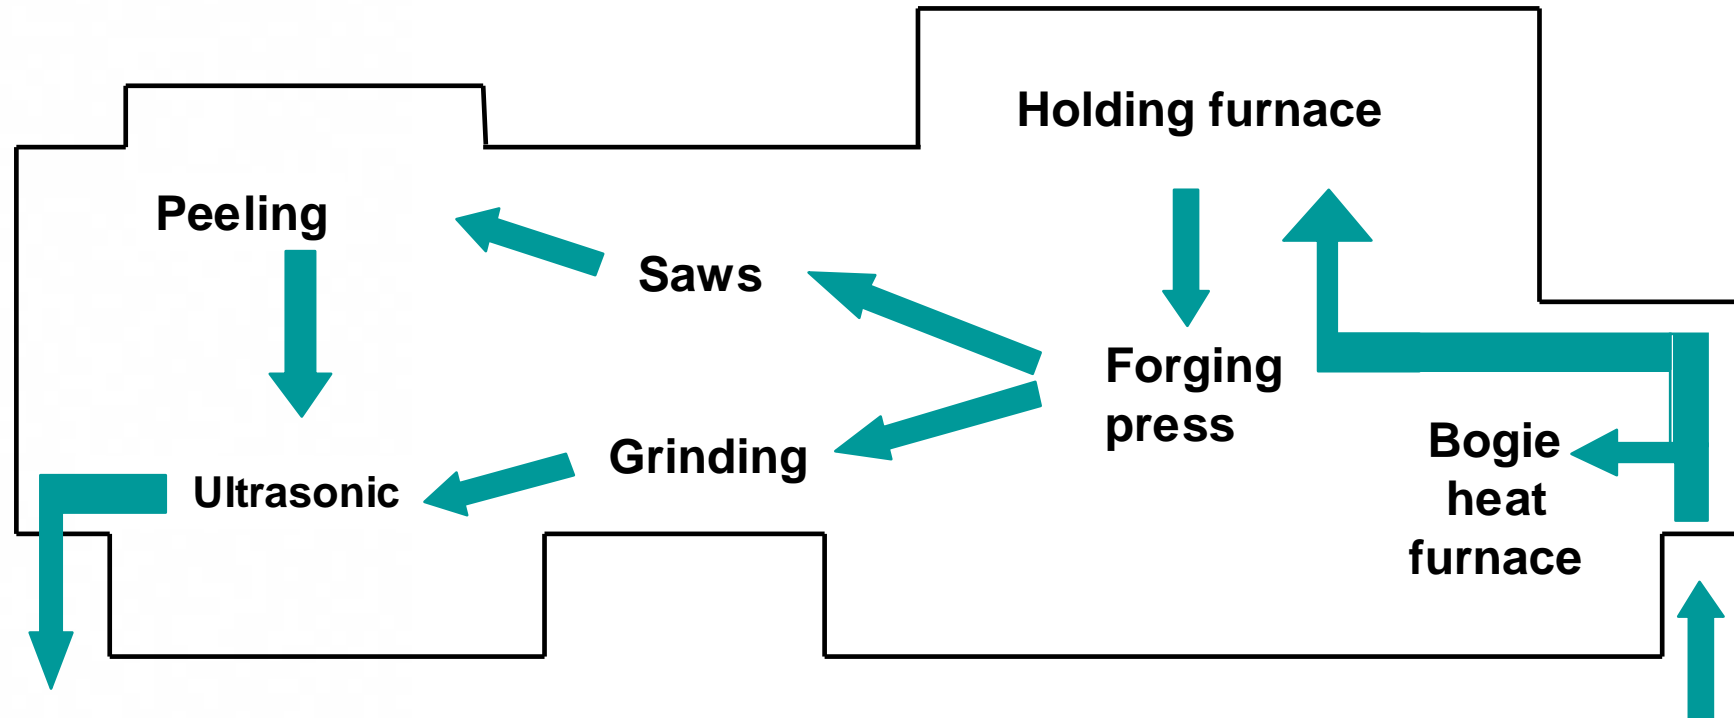 Holding furnace
Peeling
Saws
Forging
press
Bogie
heat
furnace
Grinding
Ultrasonic